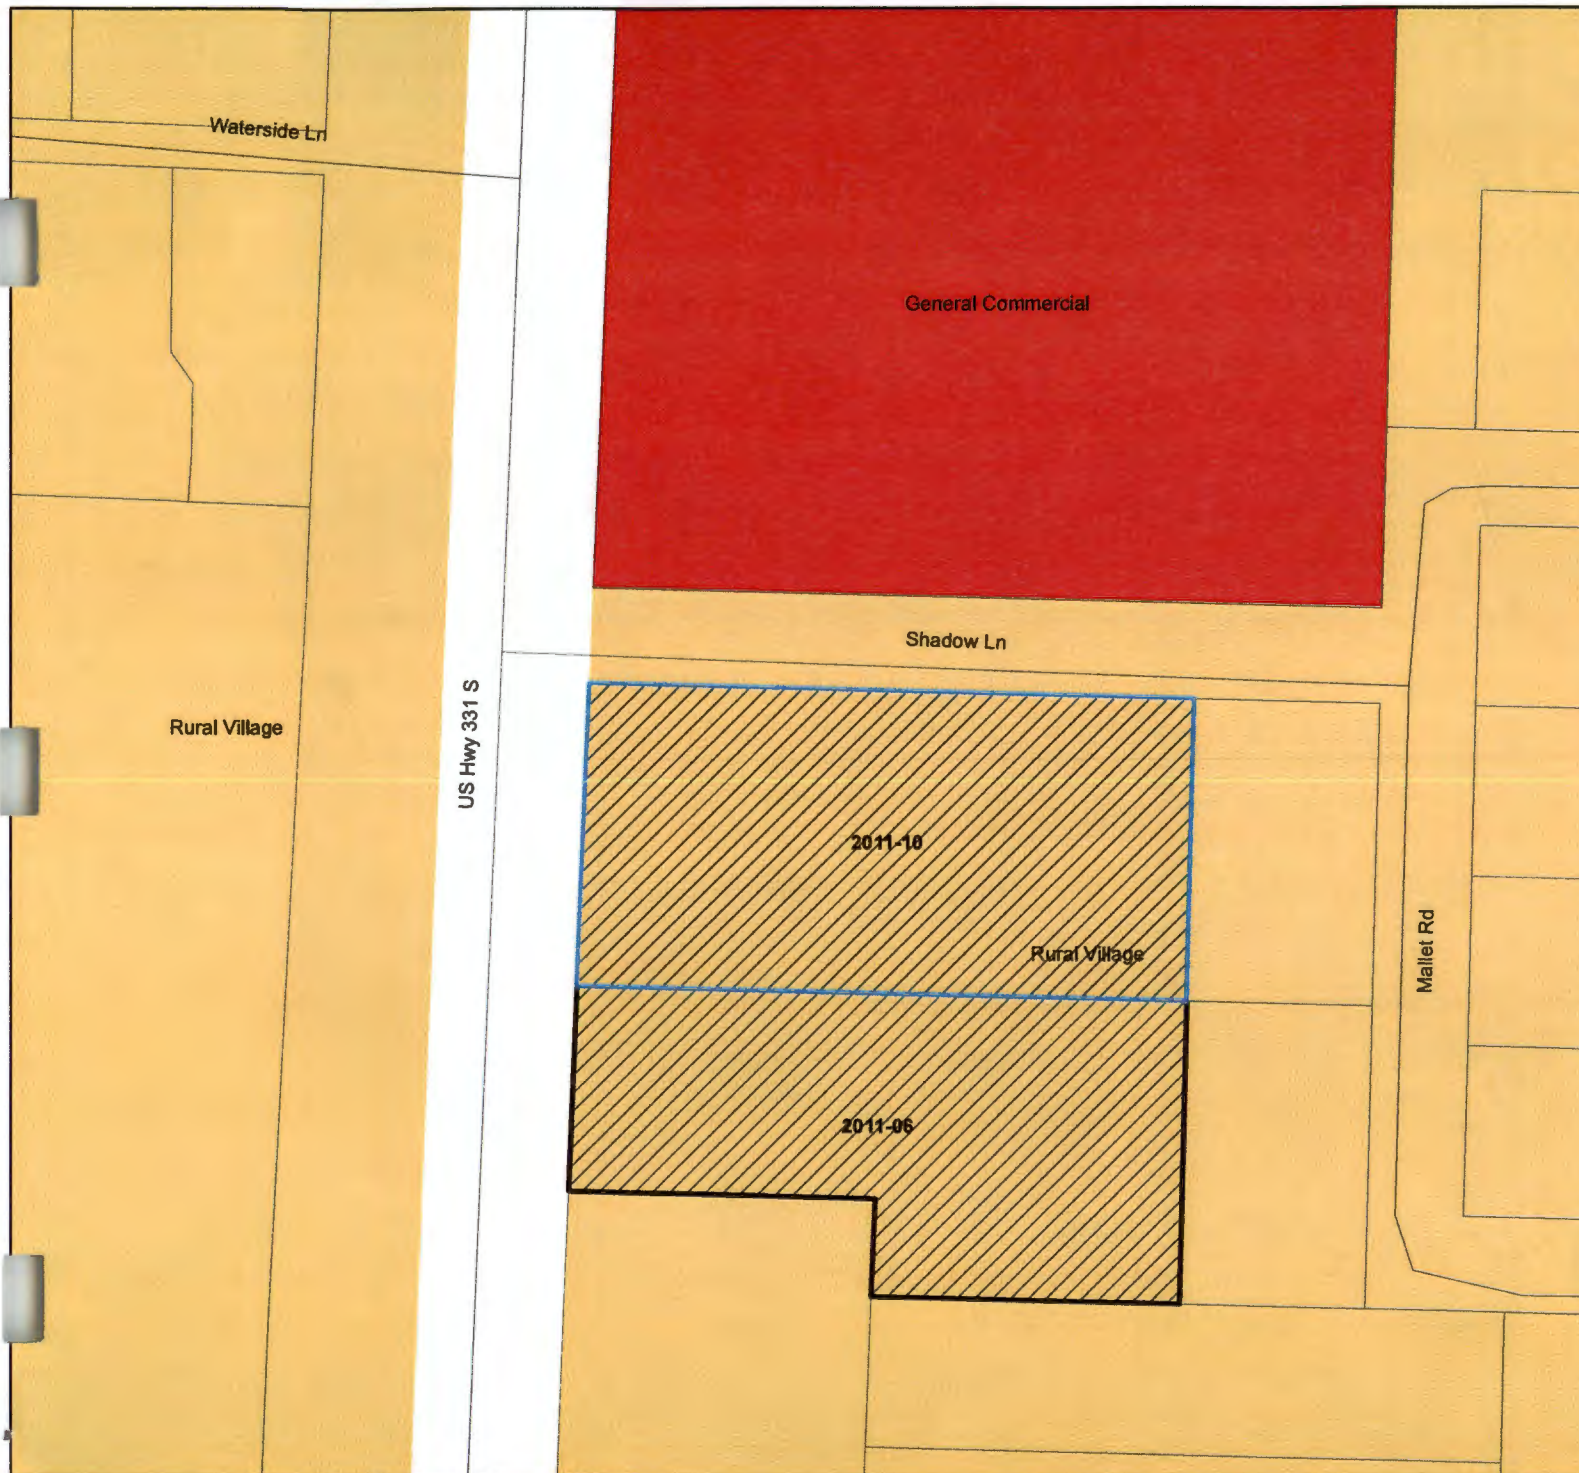 Waterside Ln
General Commercial
Shadow Ln
US Hwy 331 S
Rural Village
2011-10
Rural Village
Mallet Rd
2011-06